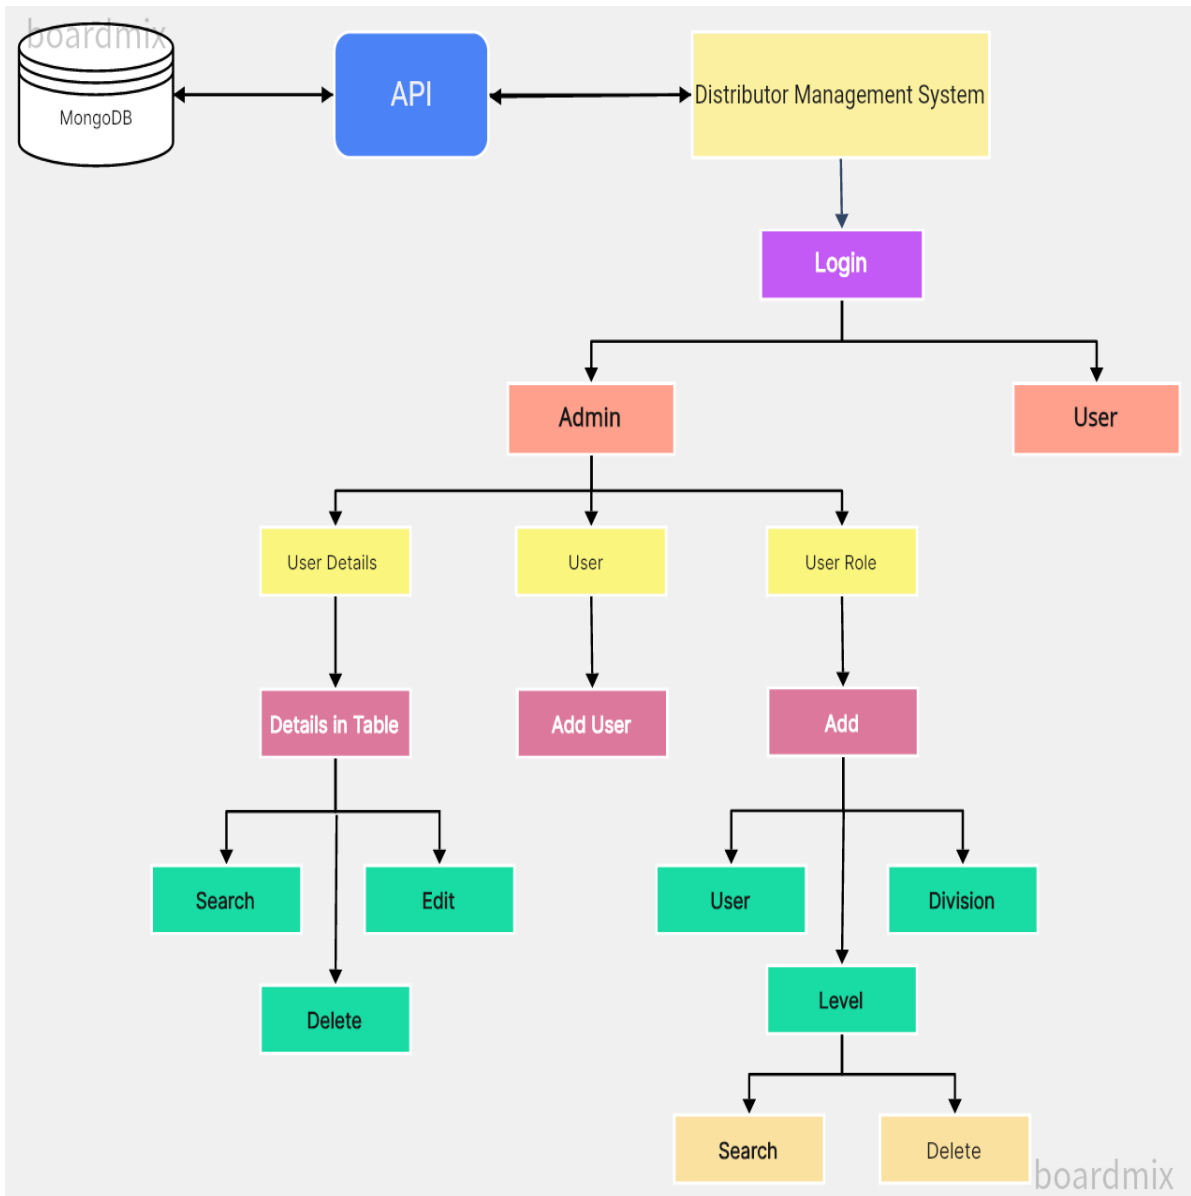 boardmix
MongoDB
API
Distributor Management System
Login
Admin
User
User Details
User
User Role
Details in Table
Add User
Add
Search
Edit
User
Division
Delete
Level
Search
Delete
boardmix